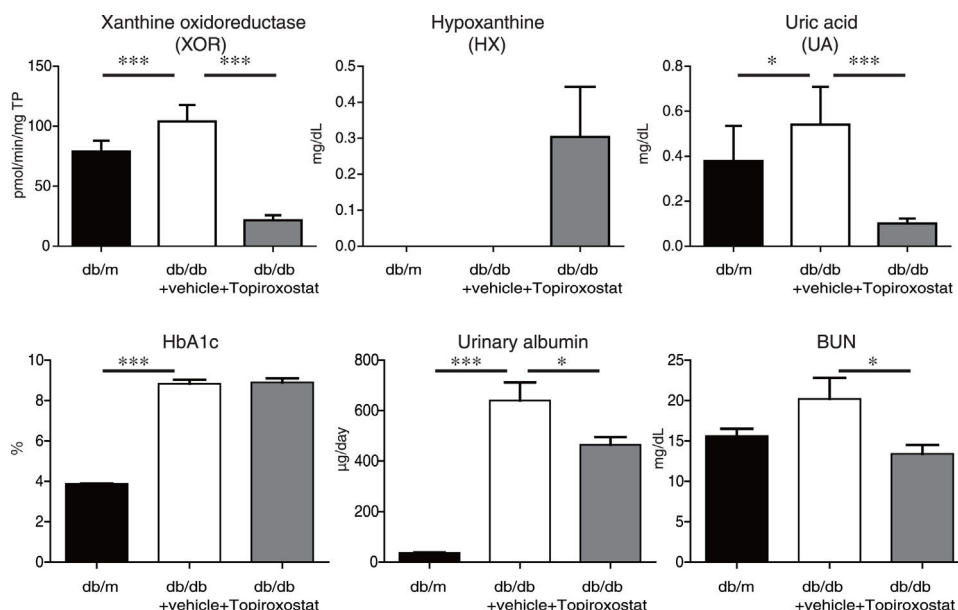 Xanthine oxidoreductase
(XOR)
Hypoxanthine
(HX)
Uric acid
(UA)
pmol/min/mg TP
150
100
50
0
***
***
db/m
db/db
db/db
+vehicle+Topiroxostat
mg/dL
0.5
0.4
0.3
0.2
0.1
0.0
db/m
db/db
db/db
+vehicle+Topiroxostat
mg/dL
0.8
0.6
0.4
0.2
0.0
*
***
db/m
db/db
db/db
+vehicle+Topiroxostat
HbA1c
%
10
8
6
4
2
0
***
db/m
db/db
db/db
+vehicle+Topiroxostat
Urinary albumin
µg/day
800
600
400
200
0
***
*
db/m
db/db
db/db
+vehicle+Topiroxostat
BUN
mg/dL
25
20
15
10
5
0
*
db/m
db/db
db/db
+vehicle+Topiroxostat